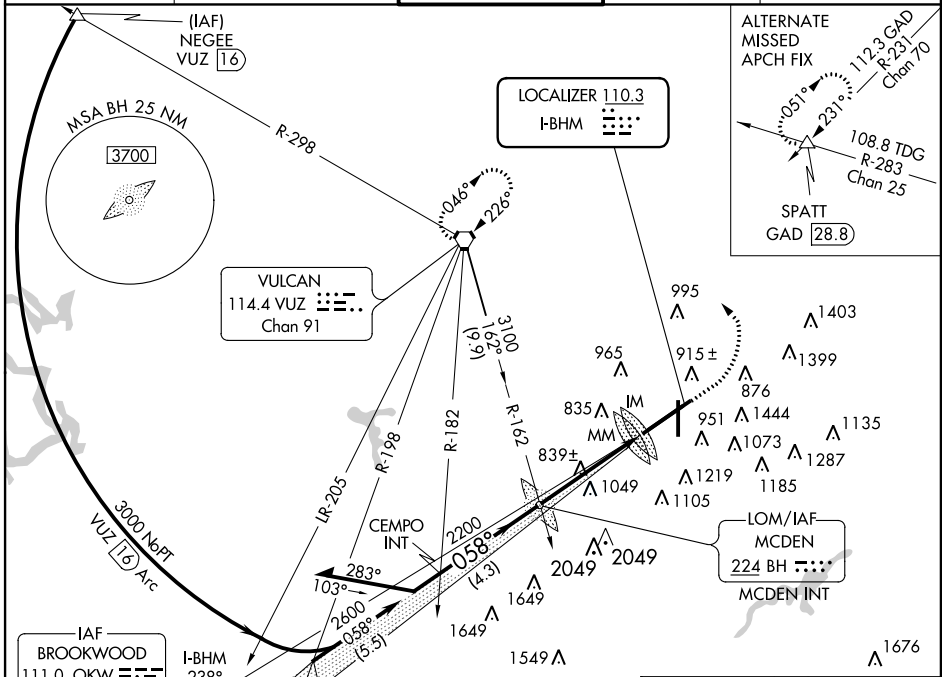 (IAF)
NEGEE
VUZ 16
MSA BH 25 NM
3700
R-298
046°
226°
LOCALIZER 110.3
I-BHM
ALTERNATE
MISSED
APCH FIX
112.3 GAD
R-231
Chan 70
051°
231°
108.8 TDG
R-283
Chan 25
SPATT
GAD 28.8
VULCAN
114.4 VUZ
Chan 91
3100
162°
(9.9)
R-162
R-182
R-198
LR-205
995
1403
965
915±
1399
876
835
IM
MM
951
1444
1135
1073
839±
1287
1219
1185
1049
1105
3000 NoPT
VUZ 16 Arc
CEMPO
INT
2200
058°
(4.3)
LOM/IAF
MCDEN
224 BH
MCDEN INT
283°
103°
2049
2049
1649
2600
058°
(5.5)
1649
1549
1676
IAF
BROOKWOOD
111.0 OKW
I-BHM
238°